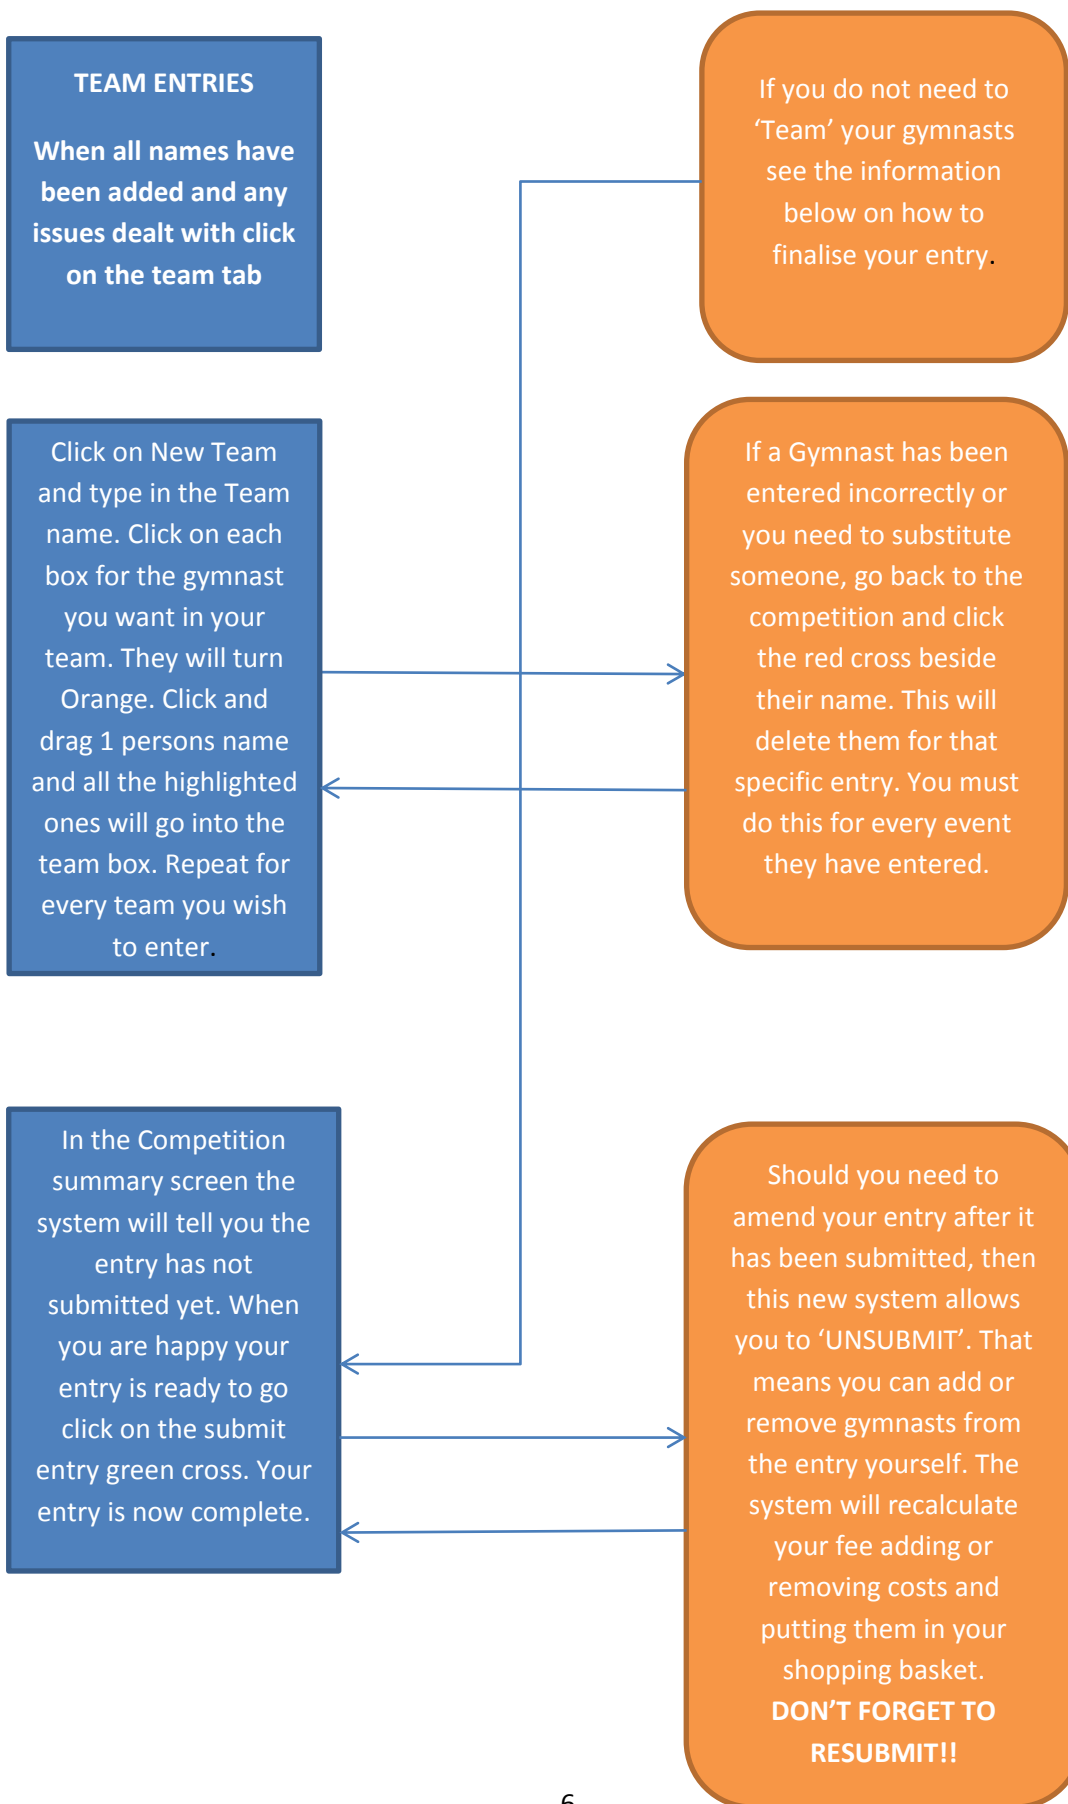 TEAM ENTRIES
When all names have
been added and any
issues dealt with click
on the team tab
If you do not need to
‘Team’ your gymnasts
see the information
below on how to
finalise your entry.
Click on New Team
and type in the Team
name. Click on each
box for the gymnast
you want in your
team. They will turn
Orange. Click and
drag 1 persons name
and all the highlighted
ones will go into the
team box. Repeat for
every team you wish
to enter.
If a Gymnast has been
entered incorrectly or
you need to substitute
someone, go back to the
competition and click
the red cross beside
their name. This will
delete them for that
specific entry. You must
do this for every event
they have entered.
In the Competition
summary screen the
system will tell you the
entry has not
submitted yet. When
you are happy your
entry is ready to go
click on the submit
entry green cross. Your
entry is now complete.
Should you need to
amend your entry after it
has been submitted, then
this new system allows
you to ‘UNSUBMIT’. That
means you can add or
remove gymnasts from
the entry yourself. The
system will recalculate
your fee adding or
removing costs and
putting them in your
shopping basket.
DON’T FORGET TO
RESUBMIT!!
6